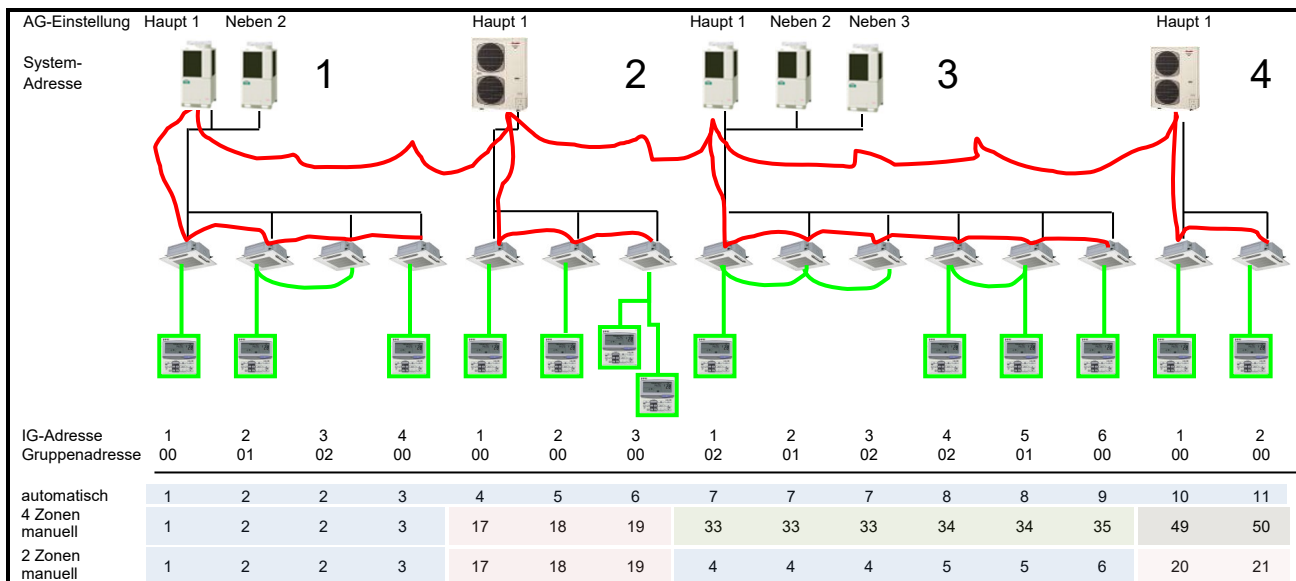 AG-Einstellung Haupt 1 Neben 2 Haupt 1 Haupt 1 Neben 2 Neben 3 Haupt 1
System-
Adresse
1 2 3 4
IG-Adresse 1 2 3 4 1 2 3 1 2 3 4 5 6 1 2
Gruppenadresse 00 01 02 00 00 00 00 02 01 02 02 01 00 00 00
automatisch 1 2 2 3 4 5 6 7 7 7 8 8 9 10 11
4 Zonen
manuell 1 2 2 3 17 18 19 33 33 33 34 34 35 49 50
2 Zonen
manuell 1 2 2 3 17 18 19 4 4 4 5 5 6 20 21